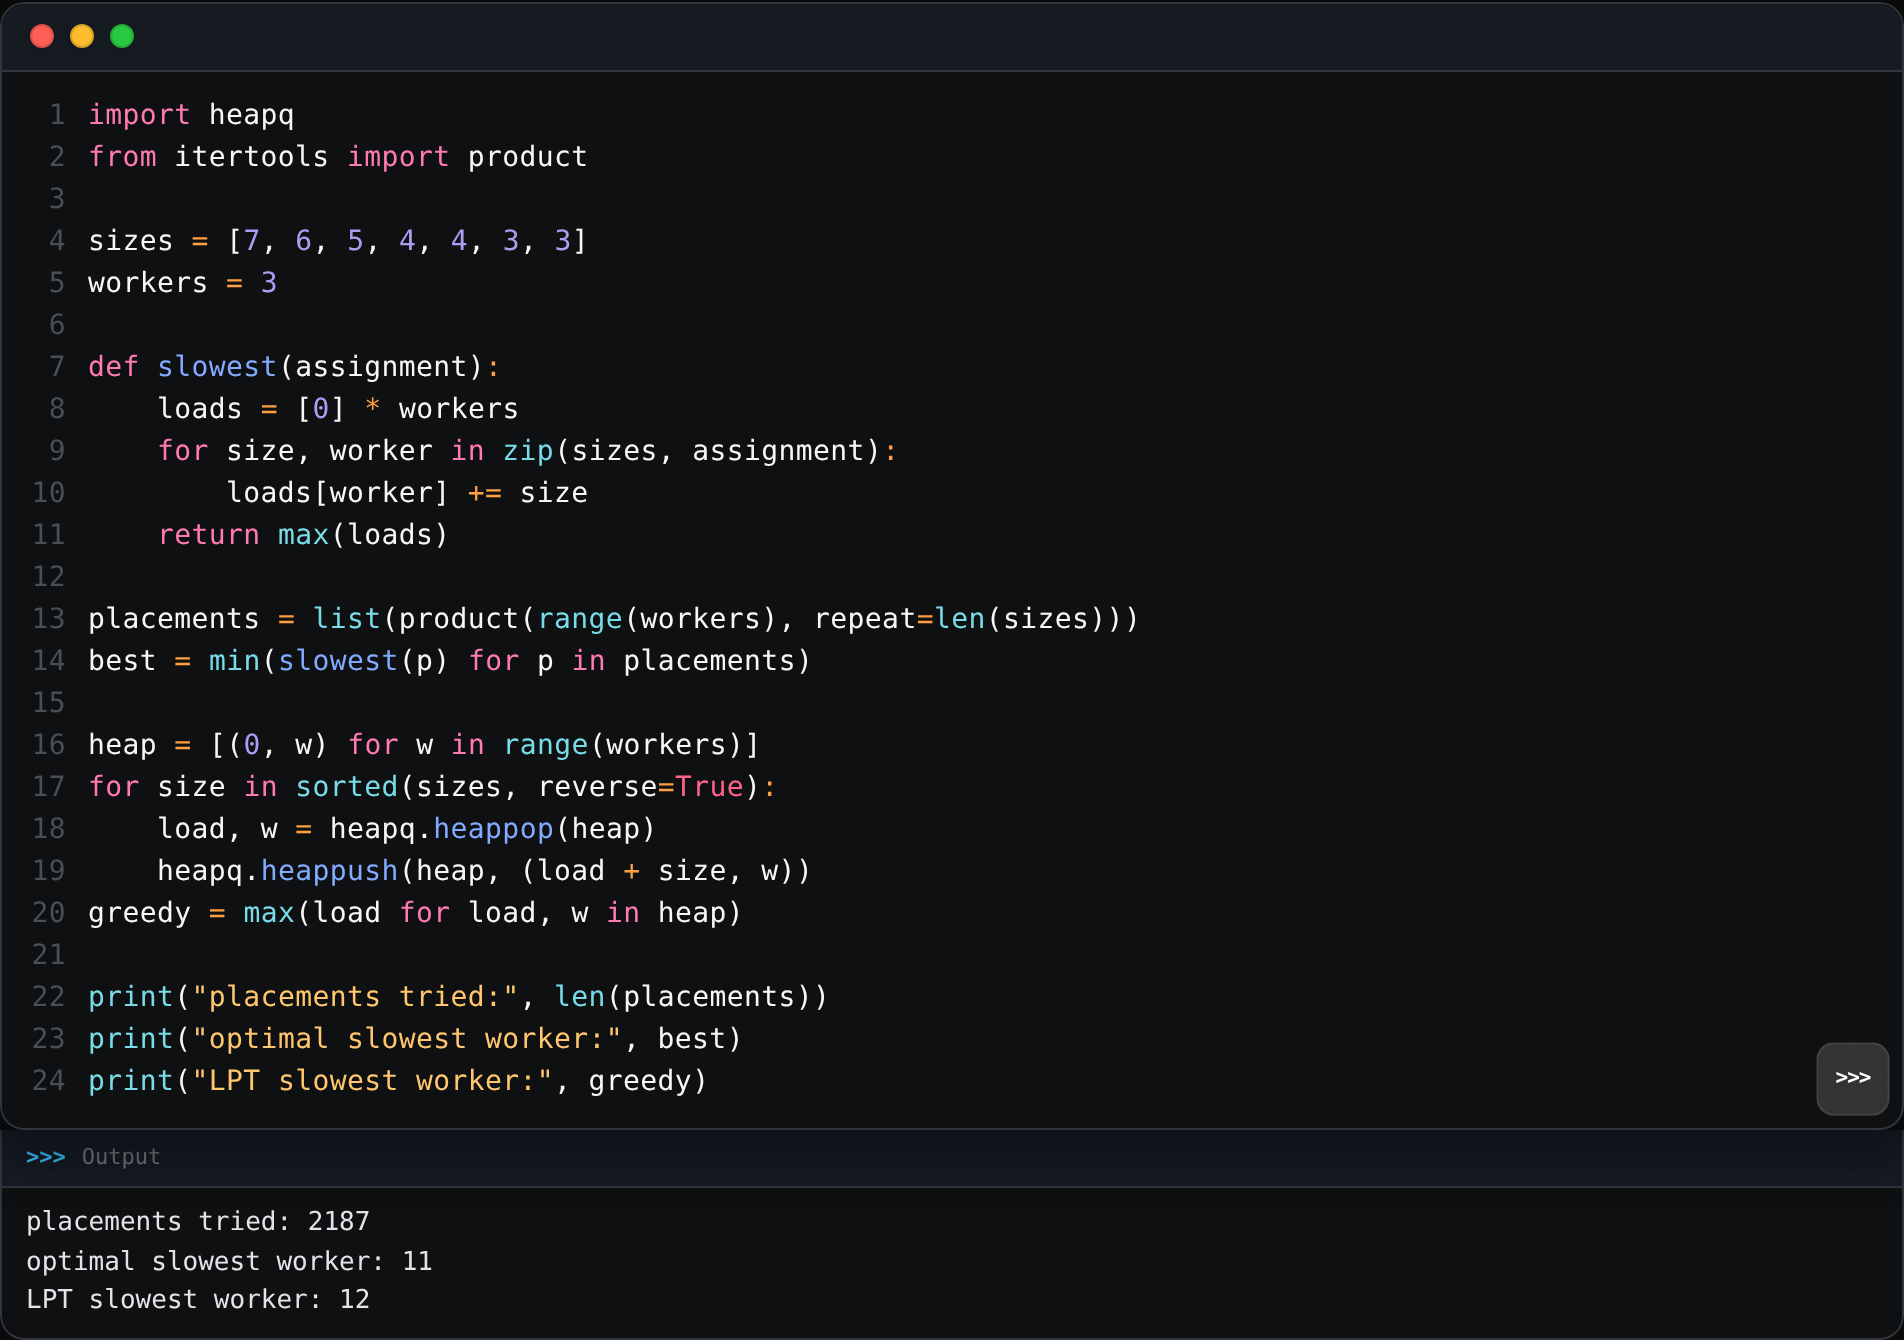 1 import heapq
2 from itertools import product
3
4 sizes = [7, 6, 5, 4, 4, 3, 3]
5 workers = 3
6
7 def slowest(assignment):
8     loads = [0] * workers
9     for size, worker in zip(sizes, assignment):
10         loads[worker] += size
11     return max(loads)
12
13 placements = list(product(range(workers), repeat=len(sizes)))
14 best = min(slowest(p) for p in placements)
15
16 heap = [(0, w) for w in range(workers)]
17 for size in sorted(sizes, reverse=True):
18     load, w = heapq.heappop(heap)
19     heapq.heappush(heap, (load + size, w))
20 greedy = max(load for load, w in heap)
21
22 print("placements tried:", len(placements))
23 print("optimal slowest worker:", best)
24 print("LPT slowest worker:", greedy)
>>>
>>> Output
placements tried: 2187
optimal slowest worker: 11
LPT slowest worker: 12